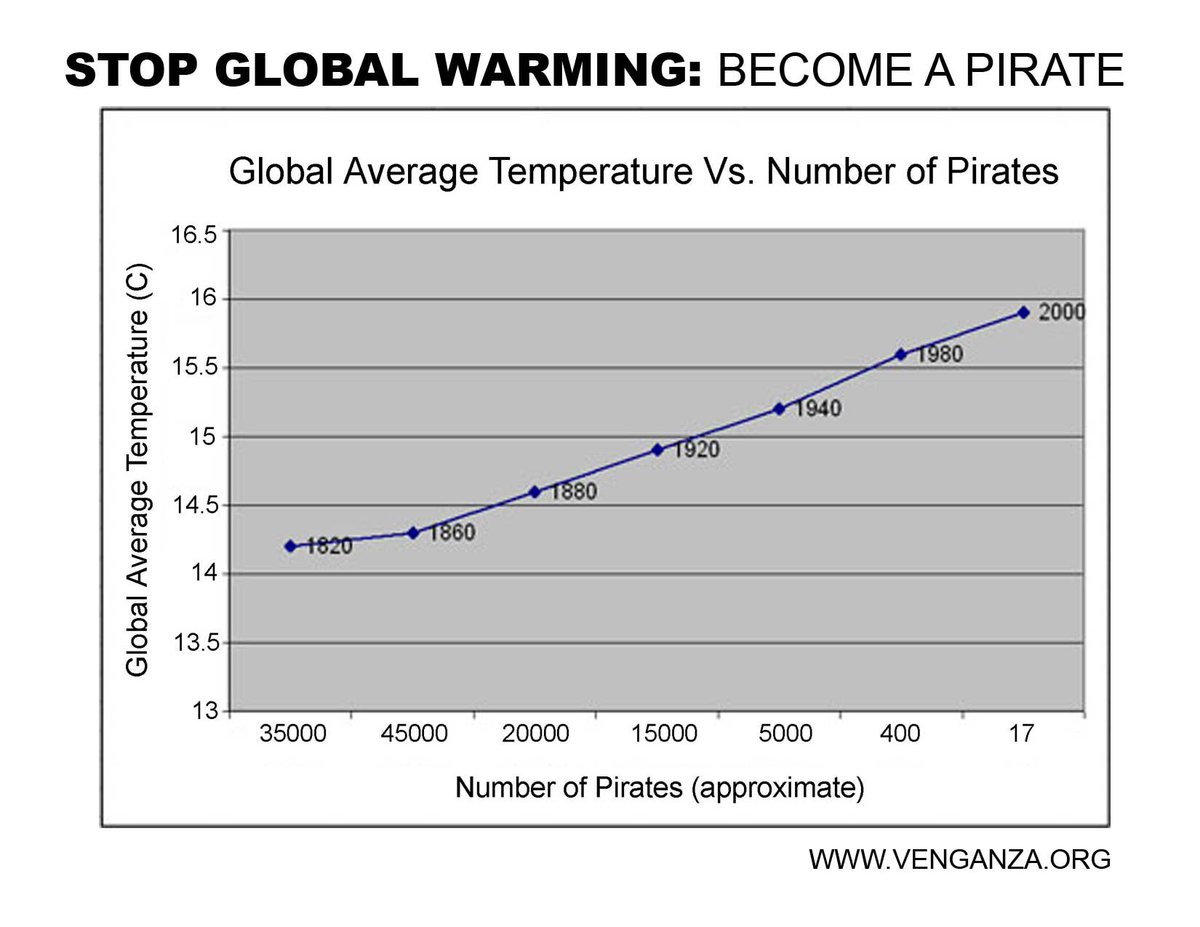 STOP GLOBAL WARMING: BECOME A PIRATE
Global Average Temperature Vs. Number of Pirates
Global Average Temperature (C)
16.5
16
15.5
15
14.5
14
13.5
13
1820
1860
1880
1920
1940
1980
2000
35000 45000 20000 15000 5000 400 17
Number of Pirates (approximate)
WWW.VENGANZA.ORG